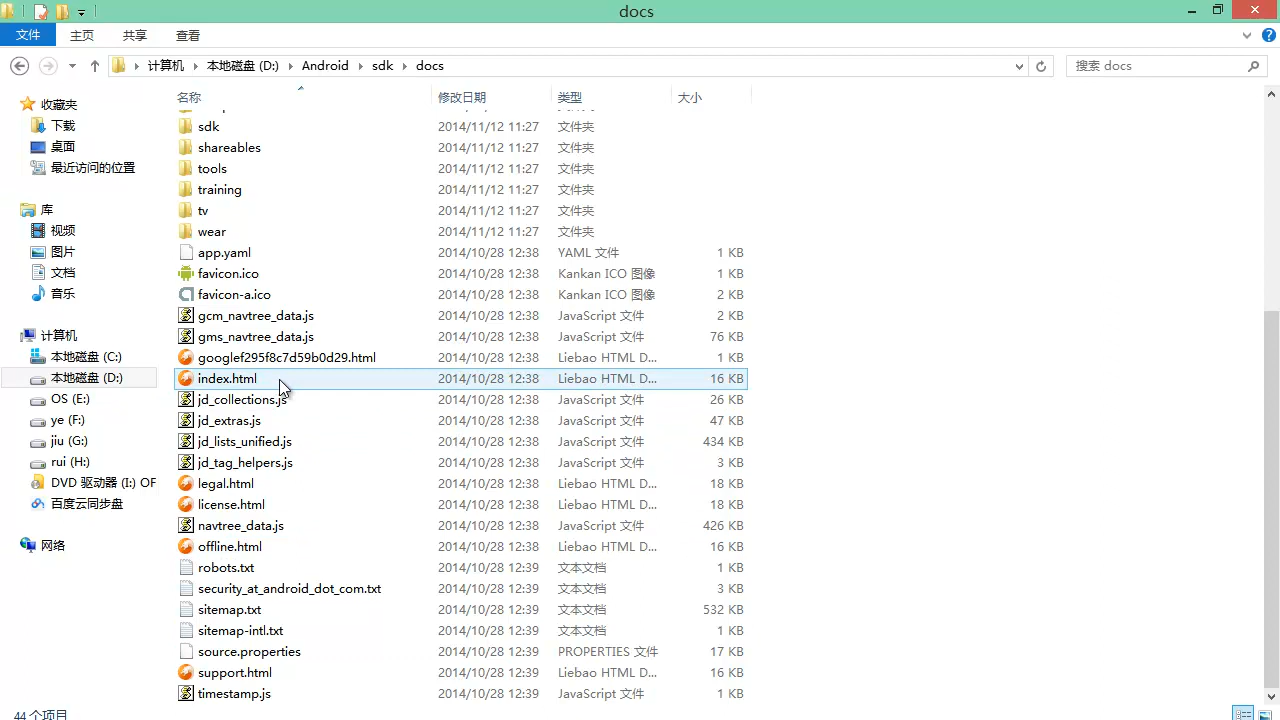 docs
文件 主页 共享 查看
计算机 本地磁盘 (D:) Android sdk docs 搜索 docs
名称 修改日期 类型 大小
收藏夹
下载
桌面
最近访问的位置
库
视频
图片
文档
音乐
计算机
本地磁盘 (C:)
本地磁盘 (D:)
OS (E:)
ye (F:)
jiu (G:)
rui (H:)
DVD 驱动器 (I:) OF
百度云同步盘
网络
sdk 2014/11/12 11:27 文件夹
shareables 2014/11/12 11:27 文件夹
tools 2014/11/12 11:27 文件夹
training 2014/11/12 11:27 文件夹
tv 2014/11/12 11:27 文件夹
wear 2014/11/12 11:27 文件夹
app.yaml 2014/10/28 12:38 YAML 文件 1 KB
favicon.ico 2014/10/28 12:38 Kankan ICO 图像 1 KB
favicon-a.ico 2014/10/28 12:38 Kankan ICO 图像 2 KB
gcm_navtree_data.js 2014/10/28 12:38 JavaScript 文件 2 KB
gms_navtree_data.js 2014/10/28 12:38 JavaScript 文件 76 KB
googlef295f8c7d59b0d29.html 2014/10/28 12:38 Liebao HTML D... 1 KB
index.html 2014/10/28 12:38 Liebao HTML D... 16 KB
jd_collections.js 2014/10/28 12:38 JavaScript 文件 26 KB
jd_extras.js 2014/10/28 12:38 JavaScript 文件 47 KB
jd_lists_unified.js 2014/10/28 12:38 JavaScript 文件 434 KB
jd_tag_helpers.js 2014/10/28 12:38 JavaScript 文件 3 KB
legal.html 2014/10/28 12:38 Liebao HTML D... 18 KB
license.html 2014/10/28 12:38 Liebao HTML D... 18 KB
navtree_data.js 2014/10/28 12:38 JavaScript 文件 426 KB
offline.html 2014/10/28 12:38 Liebao HTML D... 16 KB
robots.txt 2014/10/28 12:39 文本文档 1 KB
security_at_android_dot_com.txt 2014/10/28 12:39 文本文档 3 KB
sitemap.txt 2014/10/28 12:39 文本文档 532 KB
sitemap-intl.txt 2014/10/28 12:39 文本文档 1 KB
source.properties 2014/10/28 12:39 PROPERTIES 文件 17 KB
support.html 2014/10/28 12:39 Liebao HTML D... 16 KB
timestamp.js 2014/10/28 12:39 JavaScript 文件 1 KB
44 个项目